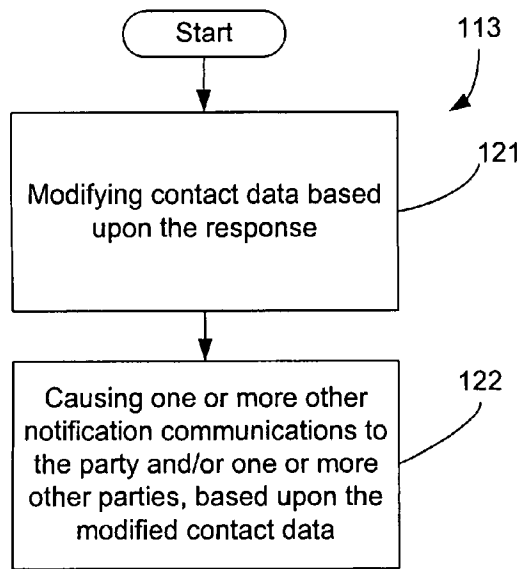 Start
113
121
Modifying contact data based
upon the response
122
Causing one or more other
notification communications to
the party and/or one or more
other parties, based upon the
modified contact data